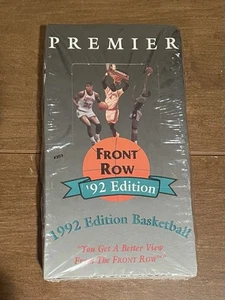 PREMIER
FRONT
ROW
'92 Edition
1992 Edition Basketball
"You Get A Better View
From The FRONT ROW"